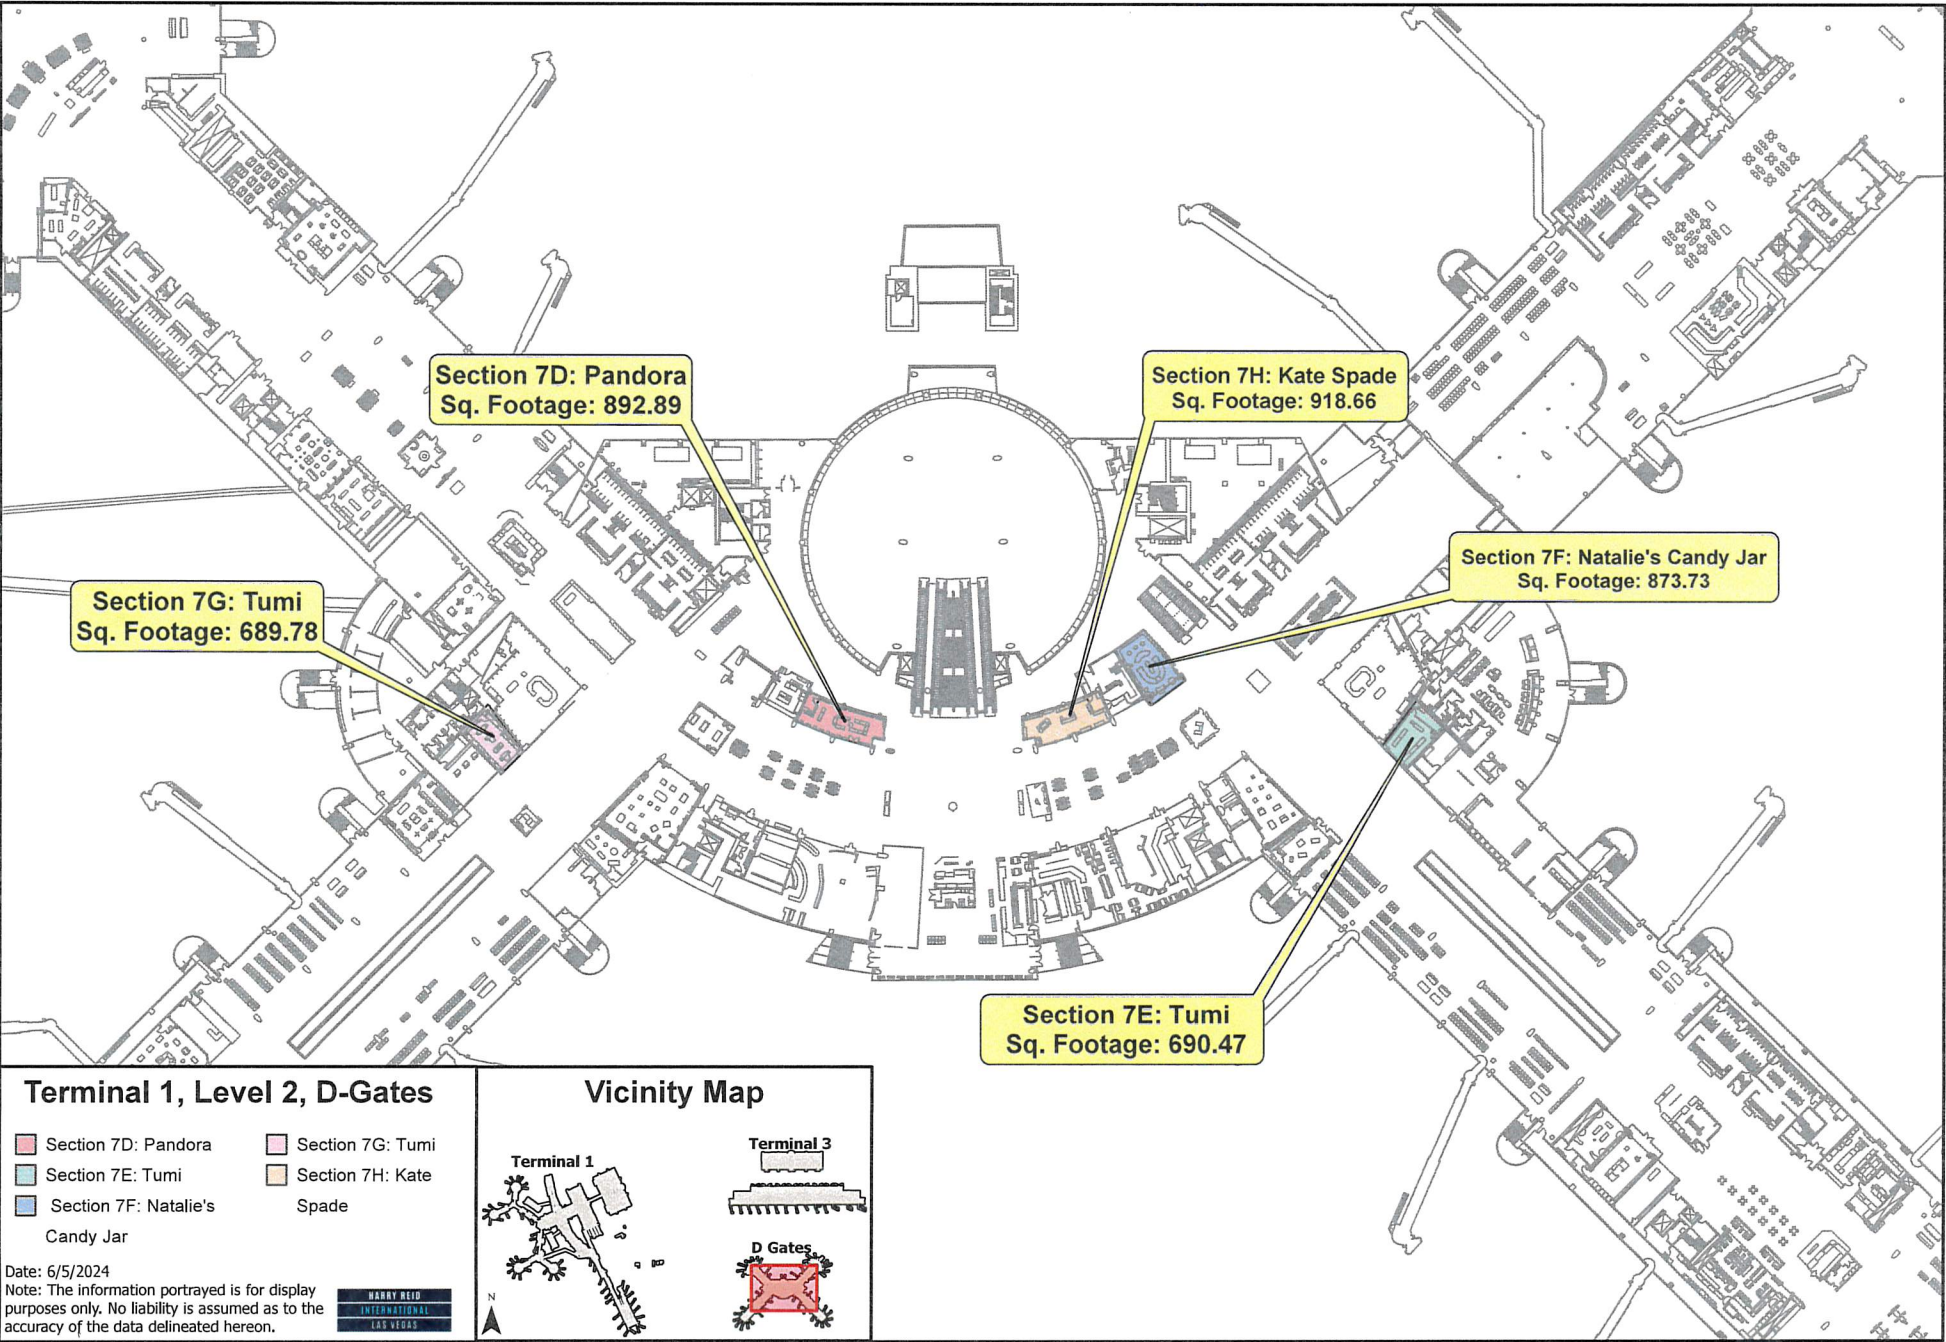 Section 7D: Pandora
Sq. Footage: 892.89
Section 7H: Kate Spade
Sq. Footage: 918.66
Section 7F: Natalie's Candy Jar
Sq. Footage: 873.73
Section 7G: Tumi
Sq. Footage: 689.78
Section 7E: Tumi
Sq. Footage: 690.47
Terminal 1, Level 2, D-Gates
Section 7D: Pandora
Section 7E: Tumi
Section 7F: Natalie's
Candy Jar
Section 7G: Tumi
Section 7H: Kate
Spade
Date: 6/5/2024
Note: The information portrayed is for display
purposes only. No liability is assumed as to the
accuracy of the data delineated hereon.
HARRY REID
INTERNATIONAL
LAS VEGAS
Vicinity Map
Terminal 1
Terminal 3
D Gates
N